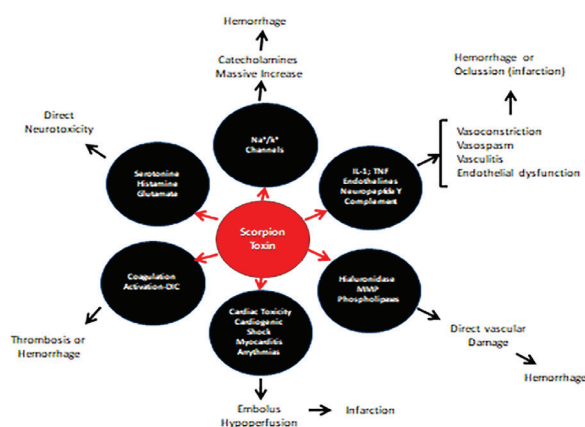 Hemorrhage
Catecholamines
Massive Increase
Hemorrhage or
Oclussion (infarction)
Direct
Neurotoxicity
Na⁺/k⁺
Channels
Vasoconstriction
Vasospasm
Vasculitis
Endothelial dysfunction
Serotonine
Histamine
Glutamate
IL-1; TNF
Endothelines
Neuropeptide Y
Complement
Scorpion
Toxin
Coagulation
Activation-DIC
Hialuronidase
MMP
Phospholipases
Cardiac Toxicity
Cardiogenic
Shock
Myocarditis
Arrythmias
Thrombosis or
Hemorrhage
Direct vascular
Damage
Hemorrhage
Embolus
Hypoperfusion
Infarction